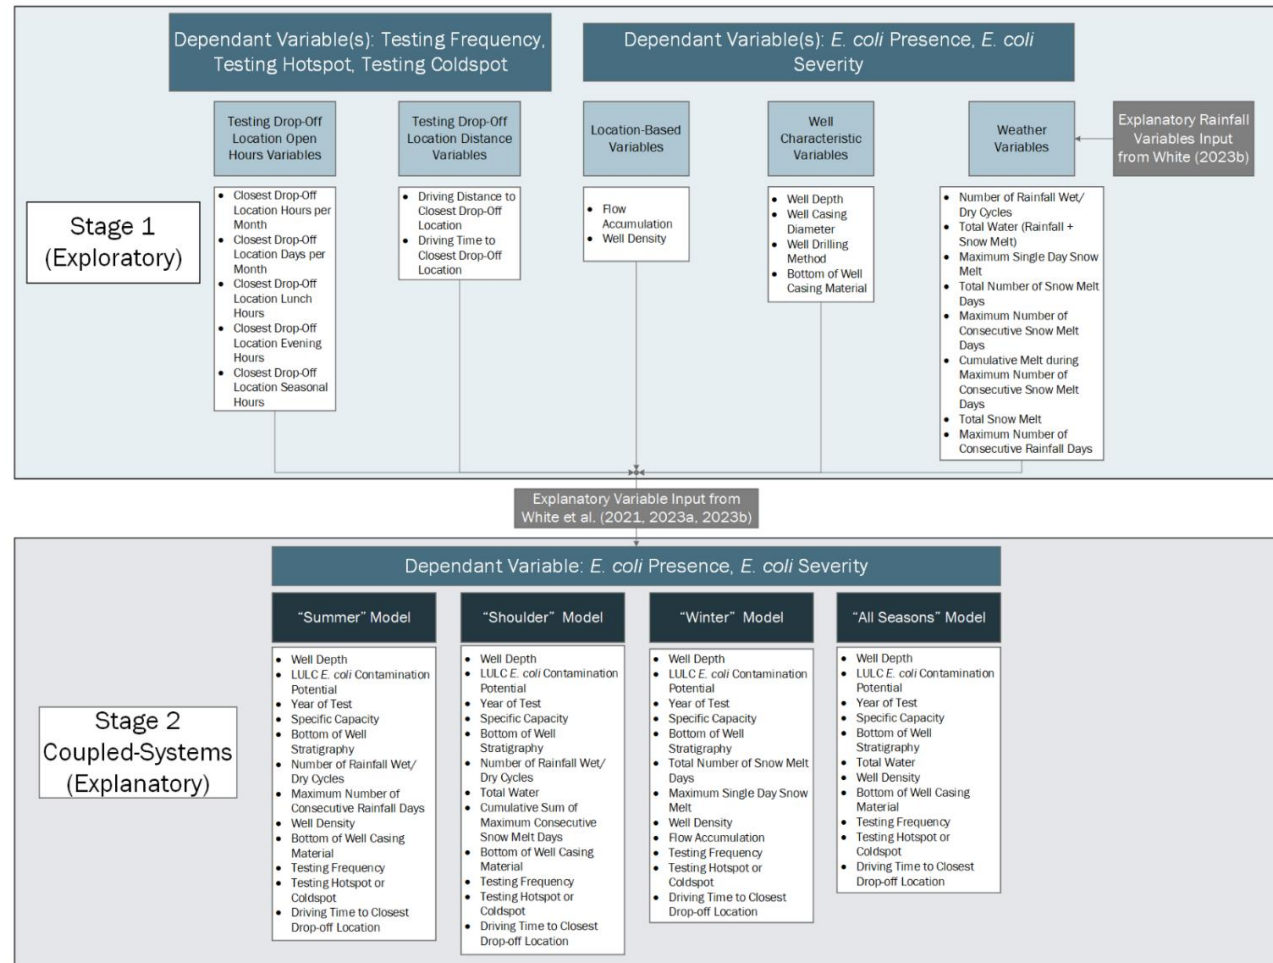 Dependant Variable(s): Testing Frequency,
Testing Hotspot, Testing Coldspot
Dependant Variable(s): E. coli Presence, E. coli
Severity
Testing Drop-Off
Location Open
Hours Variables
Testing Drop-Off
Location Distance
Variables
Location-Based
Variables
Well
Characteristic
Variables
Weather
Variables
Explanatory Rainfall
Variables Input
from White (2023b)
Stage 1
(Exploratory)
• Closest Drop-Off
Location Hours per
Month
• Closest Drop-Off
Location Days per
Month
• Closest Drop-Off
Location Lunch
Hours
• Closest Drop-Off
Location Evening
Hours
• Closest Drop-Off
Location Seasonal
Hours
• Driving Distance to
Closest Drop-Off
Location
• Driving Time to
Closest Drop-Off
Location
• Flow
Accumulation
• Well Density
• Well Depth
• Well Casing
Diameter
• Well Drilling
Method
• Bottom of Well
Casing Material
• Number of Rainfall Wet/
Dry Cycles
• Total Water (Rainfall +
Snow Melt)
• Maximum Single Day Snow
Melt
• Total Number of Snow Melt
Days
• Maximum Number of
Consecutive Snow Melt
Days
• Cumulative Melt during
Maximum Number of
Consecutive Snow Melt
Days
• Total Snow Melt
• Maximum Number of
Consecutive Rainfall Days
Explanatory Variable Input from
White et al. (2021, 2023a, 2023b)
Dependant Variable: E. coli Presence, E. coli Severity
Stage 2
Coupled-Systems
(Explanatory)
“Summer” Model
• Well Depth
• LULC E. coli Contamination
Potential
• Year of Test
• Specific Capacity
• Bottom of Well
Stratigraphy
• Number of Rainfall Wet/
Dry Cycles
• Maximum Number of
Consecutive Rainfall Days
• Well Density
• Bottom of Well Casing
Material
• Testing Frequency
• Testing Hotspot or
Coldspot
• Driving Time to Closest
Drop-off Location
“Shoulder” Model
• Well Depth
• LULC E. coli Contamination
Potential
• Year of Test
• Specific Capacity
• Bottom of Well
Stratigraphy
• Number of Rainfall Wet/
Dry Cycles
• Total Water
• Cumulative Sum of
Maximum Consecutive
Snow Melt Days
• Bottom of Well Casing
Material
• Testing Frequency
• Testing Hotspot or
Coldspot
• Driving Time to Closest
Drop-off Location
“Winter” Model
• Well Depth
• LULC E. coli Contamination
Potential
• Year of Test
• Specific Capacity
• Bottom of Well
Stratigraphy
• Total Number of Snow Melt
Days
• Maximum Single Day Snow
Melt
• Well Density
• Flow Accumulation
• Testing Frequency
• Testing Hotspot or
Coldspot
• Driving Time to Closest
Drop-off Location
“All Seasons” Model
• Well Depth
• LULC E. coli Contamination
Potential
• Year of Test
• Specific Capacity
• Bottom of Well
Stratigraphy
• Total Water
• Well Density
• Bottom of Well Casing
Material
• Testing Frequency
• Testing Hotspot or
Coldspot
• Driving Time to Closest
Drop-off Location